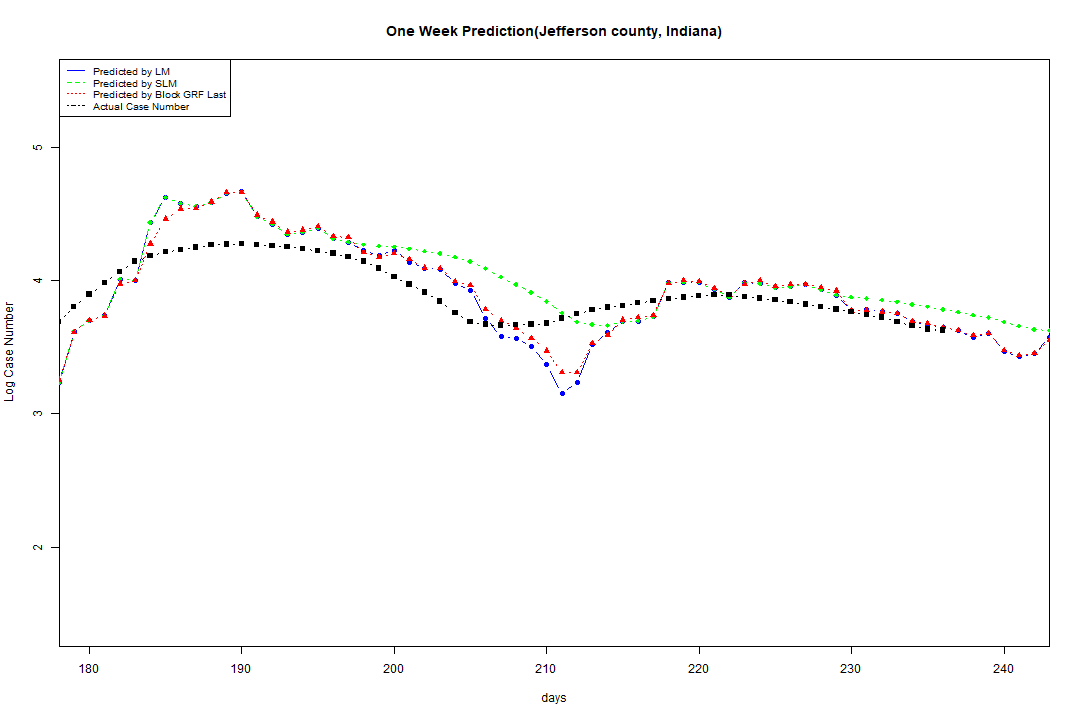 One Week Prediction(Jefferson county, Indiana)
Predicted by LM
Predicted by SLM
Predicted by Block GRF Last
Actual Case Number
5
4
3
2
Log Case Number
180 190 200 210 220 230 240
days